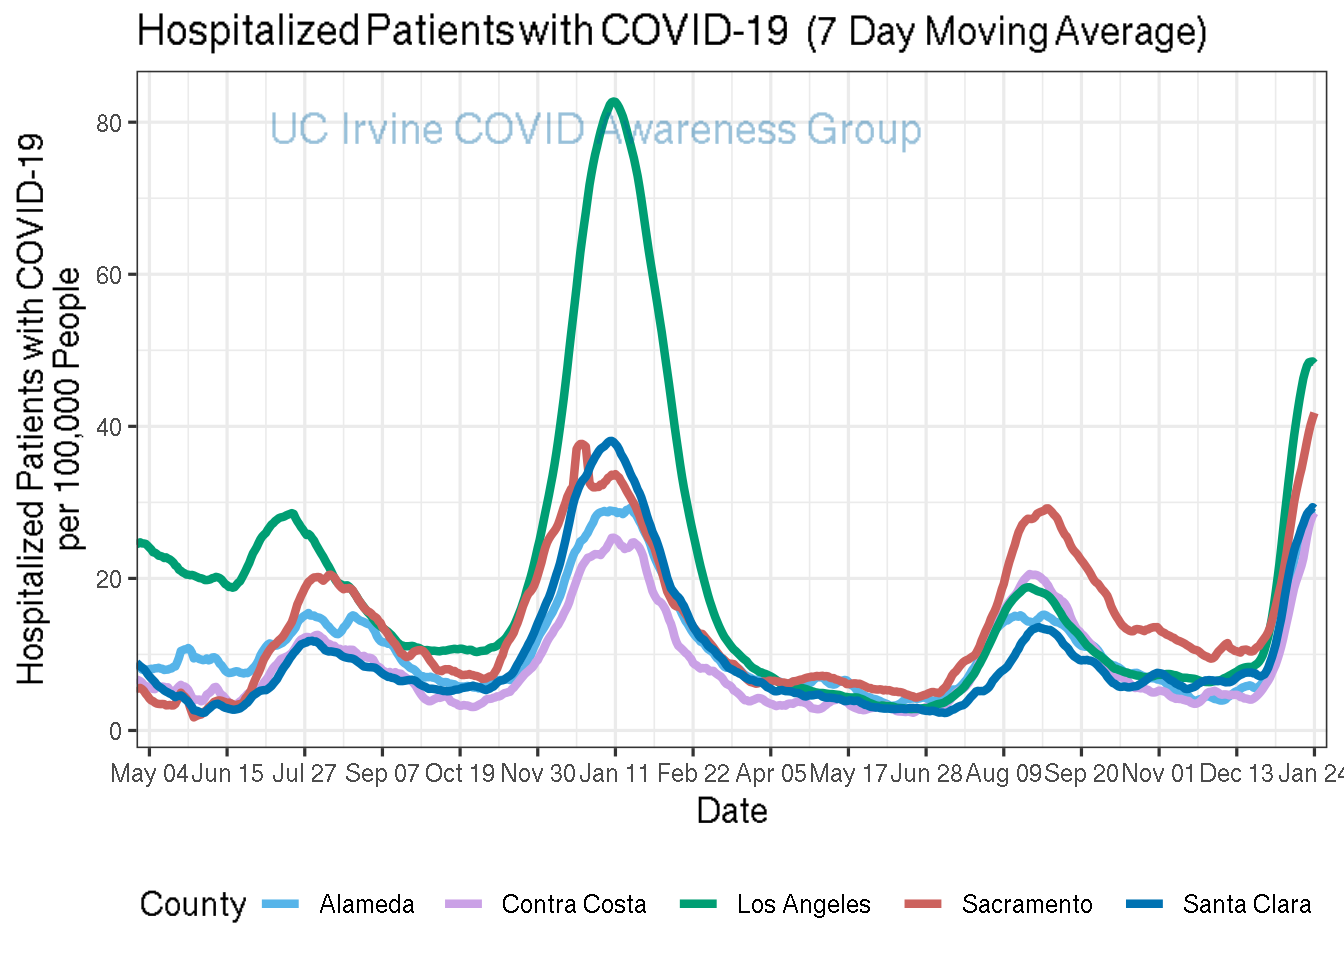 Hospitalized Patients with COVID-19 (7 Day Moving Average)
UC Irvine COVID Awareness Group
Hospitalized Patients with COVID-19
per 100,000 People
80
60
40
20
0
May 04 Jun 15 Jul 27 Sep 07 Oct 19 Nov 30 Jan 11 Feb 22 Apr 05 May 17 Jun 28 Aug 09 Sep 20 Nov 01 Dec 13 Jan 24
Date
County Alameda Contra Costa Los Angeles Sacramento Santa Clara